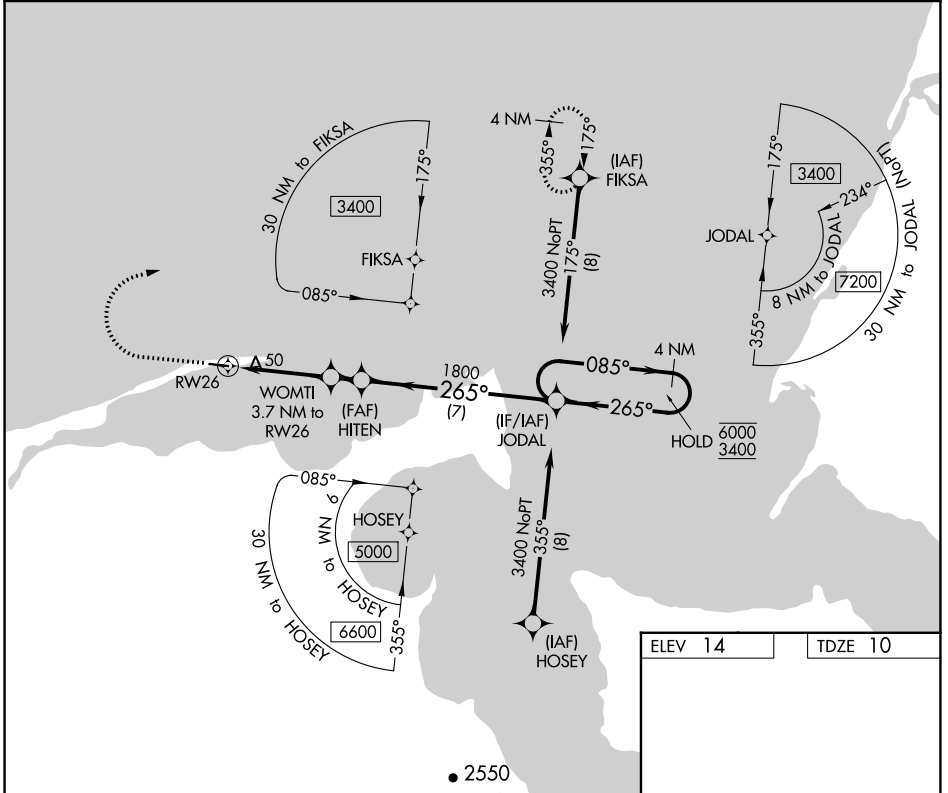 30 NM to FIKSA
3400
175°
FIKSA
085°
4 NM
355°
175°
(IAF)
FIKSA
3400 NoPT
175°
(8)
175°
3400
234°
JODAL
8 NM to JODAL
7200
355°
30 NM to JODAL (NoPT)
RW26
50
WOMTI
3.7 NM to
RW26
(FAF)
HITEN
1800
265°
(7)
(IF/IAF)
JODAL
085°
4 NM
265°
HOLD
6000
3400
085°
HOSEY
9 NM to HOSEY
5000
30 NM to HOSEY
6600
355°
3400 NoPT
355°
(8)
(IAF)
HOSEY
2550
ELEV 14
TDZE 10